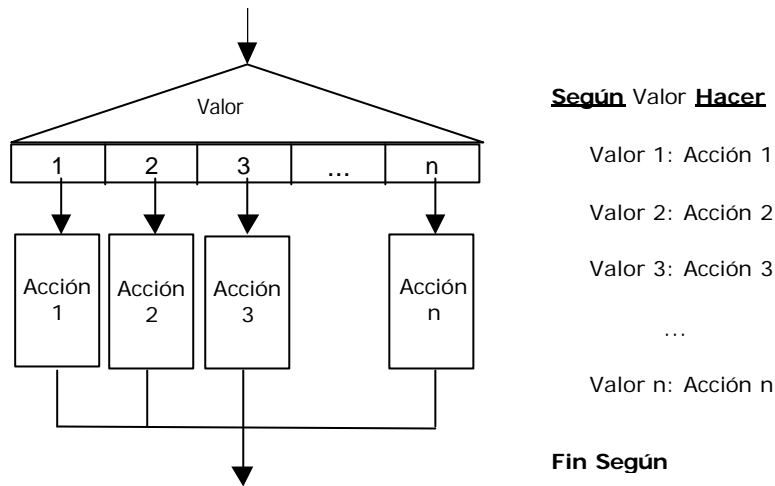 Valor
1 2 3 ... n
Acción 1
Acción 2
Acción 3
Acción n
Según Valor Hacer
Valor 1: Acción 1
Valor 2: Acción 2
Valor 3: Acción 3
...
Valor n: Acción n
Fin Según